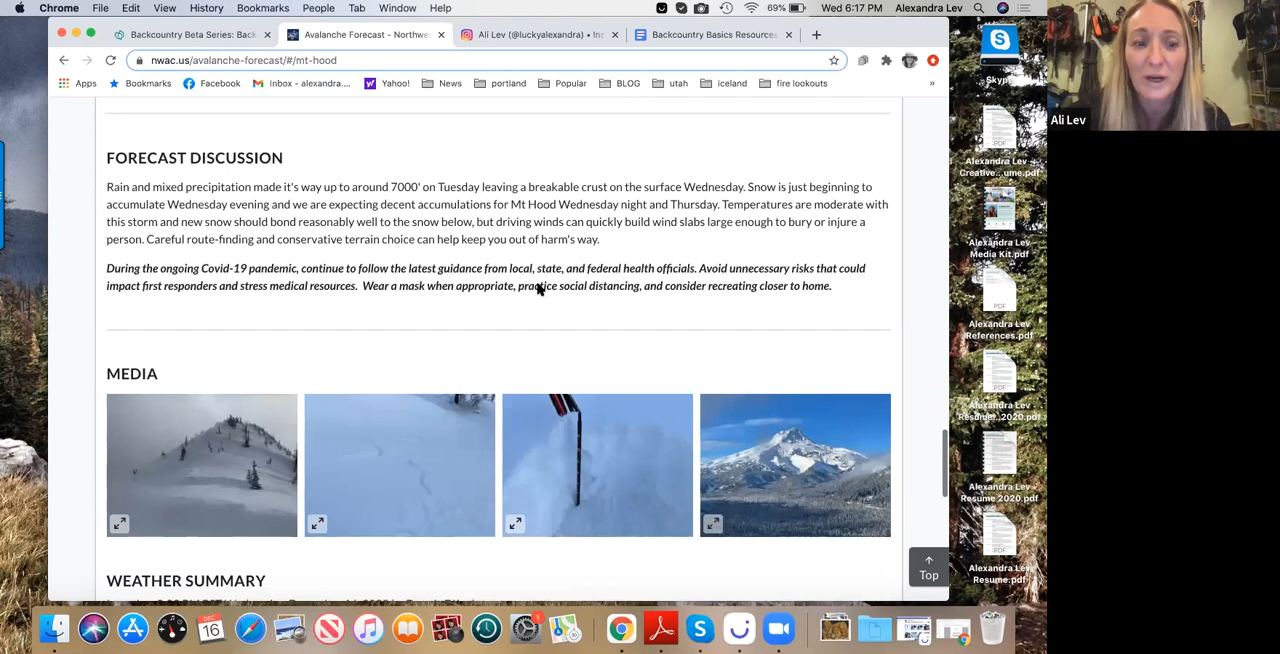 Chrome File Edit View History Bookmarks People Tab Window Help 69% Wed 6:17 PM Alexandra Lev
Backcountry Beta Series: Back Avalanche Forecast - Northwe Ali Lev (@luckyalexandra) • Ins Backcountry Basics Resources
nwac.us/avalanche-forecast/#/mt-hood
Apps Bookmarks Facebook Inbox - alexandra.... Yahoo! News portland Popular BLOG utah iceland fire lookouts »
FORECAST DISCUSSION
Rain and mixed precipitation made it's way up to around 7000' on Tuesday leaving a breakable crust on the surface Wednesday. Snow is just beginning to
accumulate Wednesday evening and we are expecting decent accumulations for Mt Hood Wednesday night and Thursday. Temperatures are moderate with
this storm and new snow should bond reasonably well to the snow below, but driving winds can quickly build wind slabs large enough to bury or injure a
person. Careful route-finding and conservative terrain choice can help keep you out of harm's way.
During the ongoing Covid-19 pandemic, continue to follow the latest guidance from local, state, and federal health officials. Avoid unnecessary risks that could
impact first responders and stress medical resources. Wear a mask when appropriate, practice social distancing, and consider recreating closer to home.
MEDIA
Top
WEATHER SUMMARY
Skype
PDF
Alexandra Lev -
Creative...ume.pdf
Alexandra Lev
Media Kit.pdf
PDF
Alexandra Lev
References.pdf
PDF
Alexandra Lev
Resume...2020.pdf
Alexandra Lev
Resume 2020.pdf
PDF
Alexandra Lev
Resume.pdf
Ali Lev
DEC
16
1